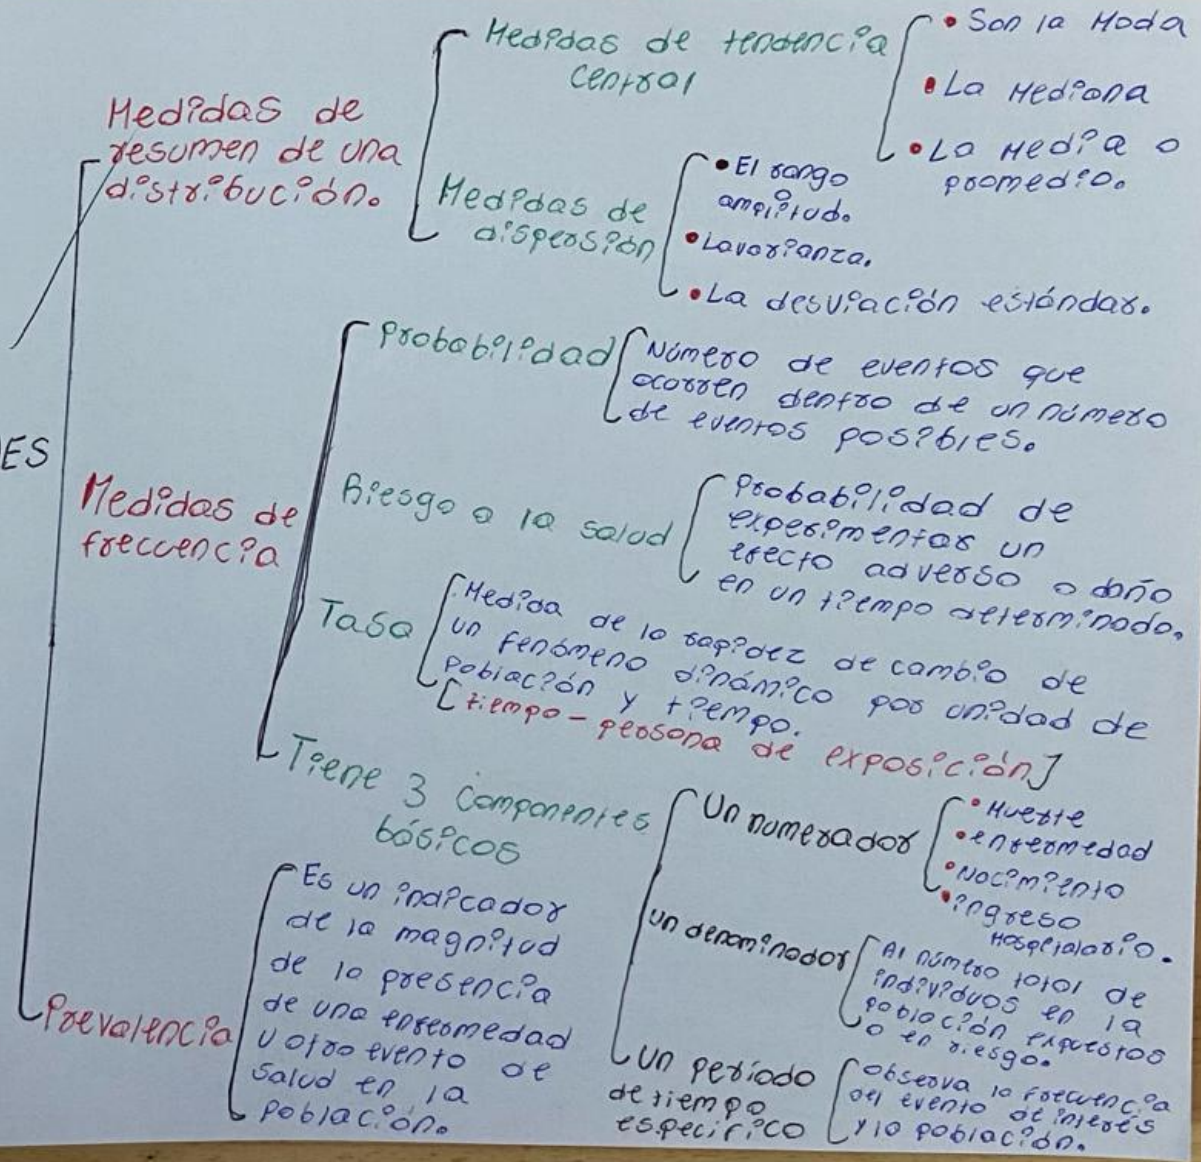 ES
Medidas de
resumen de una
distribución.
Medidas de tendencia
central
• Son la Moda
• La Mediana
• La Media o
promedio.
Medidas de
dispersión
• El rango
amplitud.
• La varianza.
• La desviación estándar.
Medidas de
freccuencia
Probabilidad
Número de eventos que
ocurren dentro de un número
de eventos posibles.
Riesgo a la salud
Probabilidad de
experimentar un
efecto adverso o daño
en un tiempo determinado.
Tasa
Medida de la rapidez de cambio de
un fenómeno dinámico por unidad de
población y tiempo.
[tiempo - persona de exposición]
Tiene 3 componentes
básicos
Un numerador
• Muerte
• enfermedad
• Nacimiento
• ingreso
Hospitalario.
un denominador
Al número total de
individuos en la
población expuestos
o en riesgo.
Un período
de tiempo
específico
observa la frecuencia
del evento de interés
y la población.
Prevalencia
Es un indicador
de la magnitud
de la presencia
de una enfermedad
u otro evento de
salud en la
población.